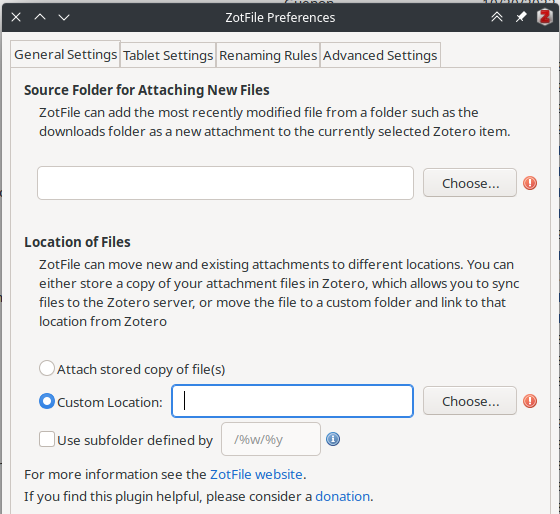 ZotFile Preferences
General Settings Tablet Settings Renaming Rules Advanced Settings
Source Folder for Attaching New Files
ZotFile can add the most recently modified file from a folder such as the
downloads folder as a new attachment to the currently selected Zotero item.
Choose...
Location of Files
ZotFile can move new and existing attachments to different locations. You can
either store a copy of your attachment files in Zotero, which allows you to sync
files to the Zotero server, or move the file to a custom folder and link to that
location from Zotero
Attach stored copy of file(s)
Custom Location: Choose...
Use subfolder defined by /%w/%y
For more information see the ZotFile website.
If you find this plugin helpful, please consider a donation.